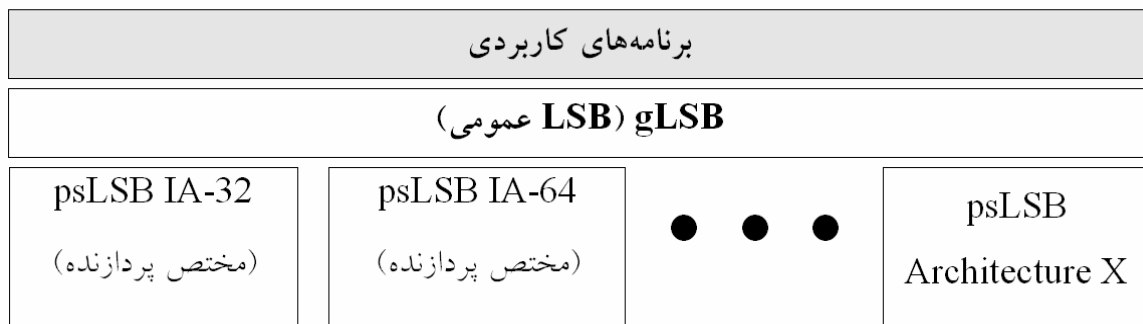 برنامه‌های کاربردی
gLSB (LSB عمومی)
psLSB IA-32
(مختص پردازنده)
psLSB IA-64
(مختص پردازنده)
psLSB
Architecture X